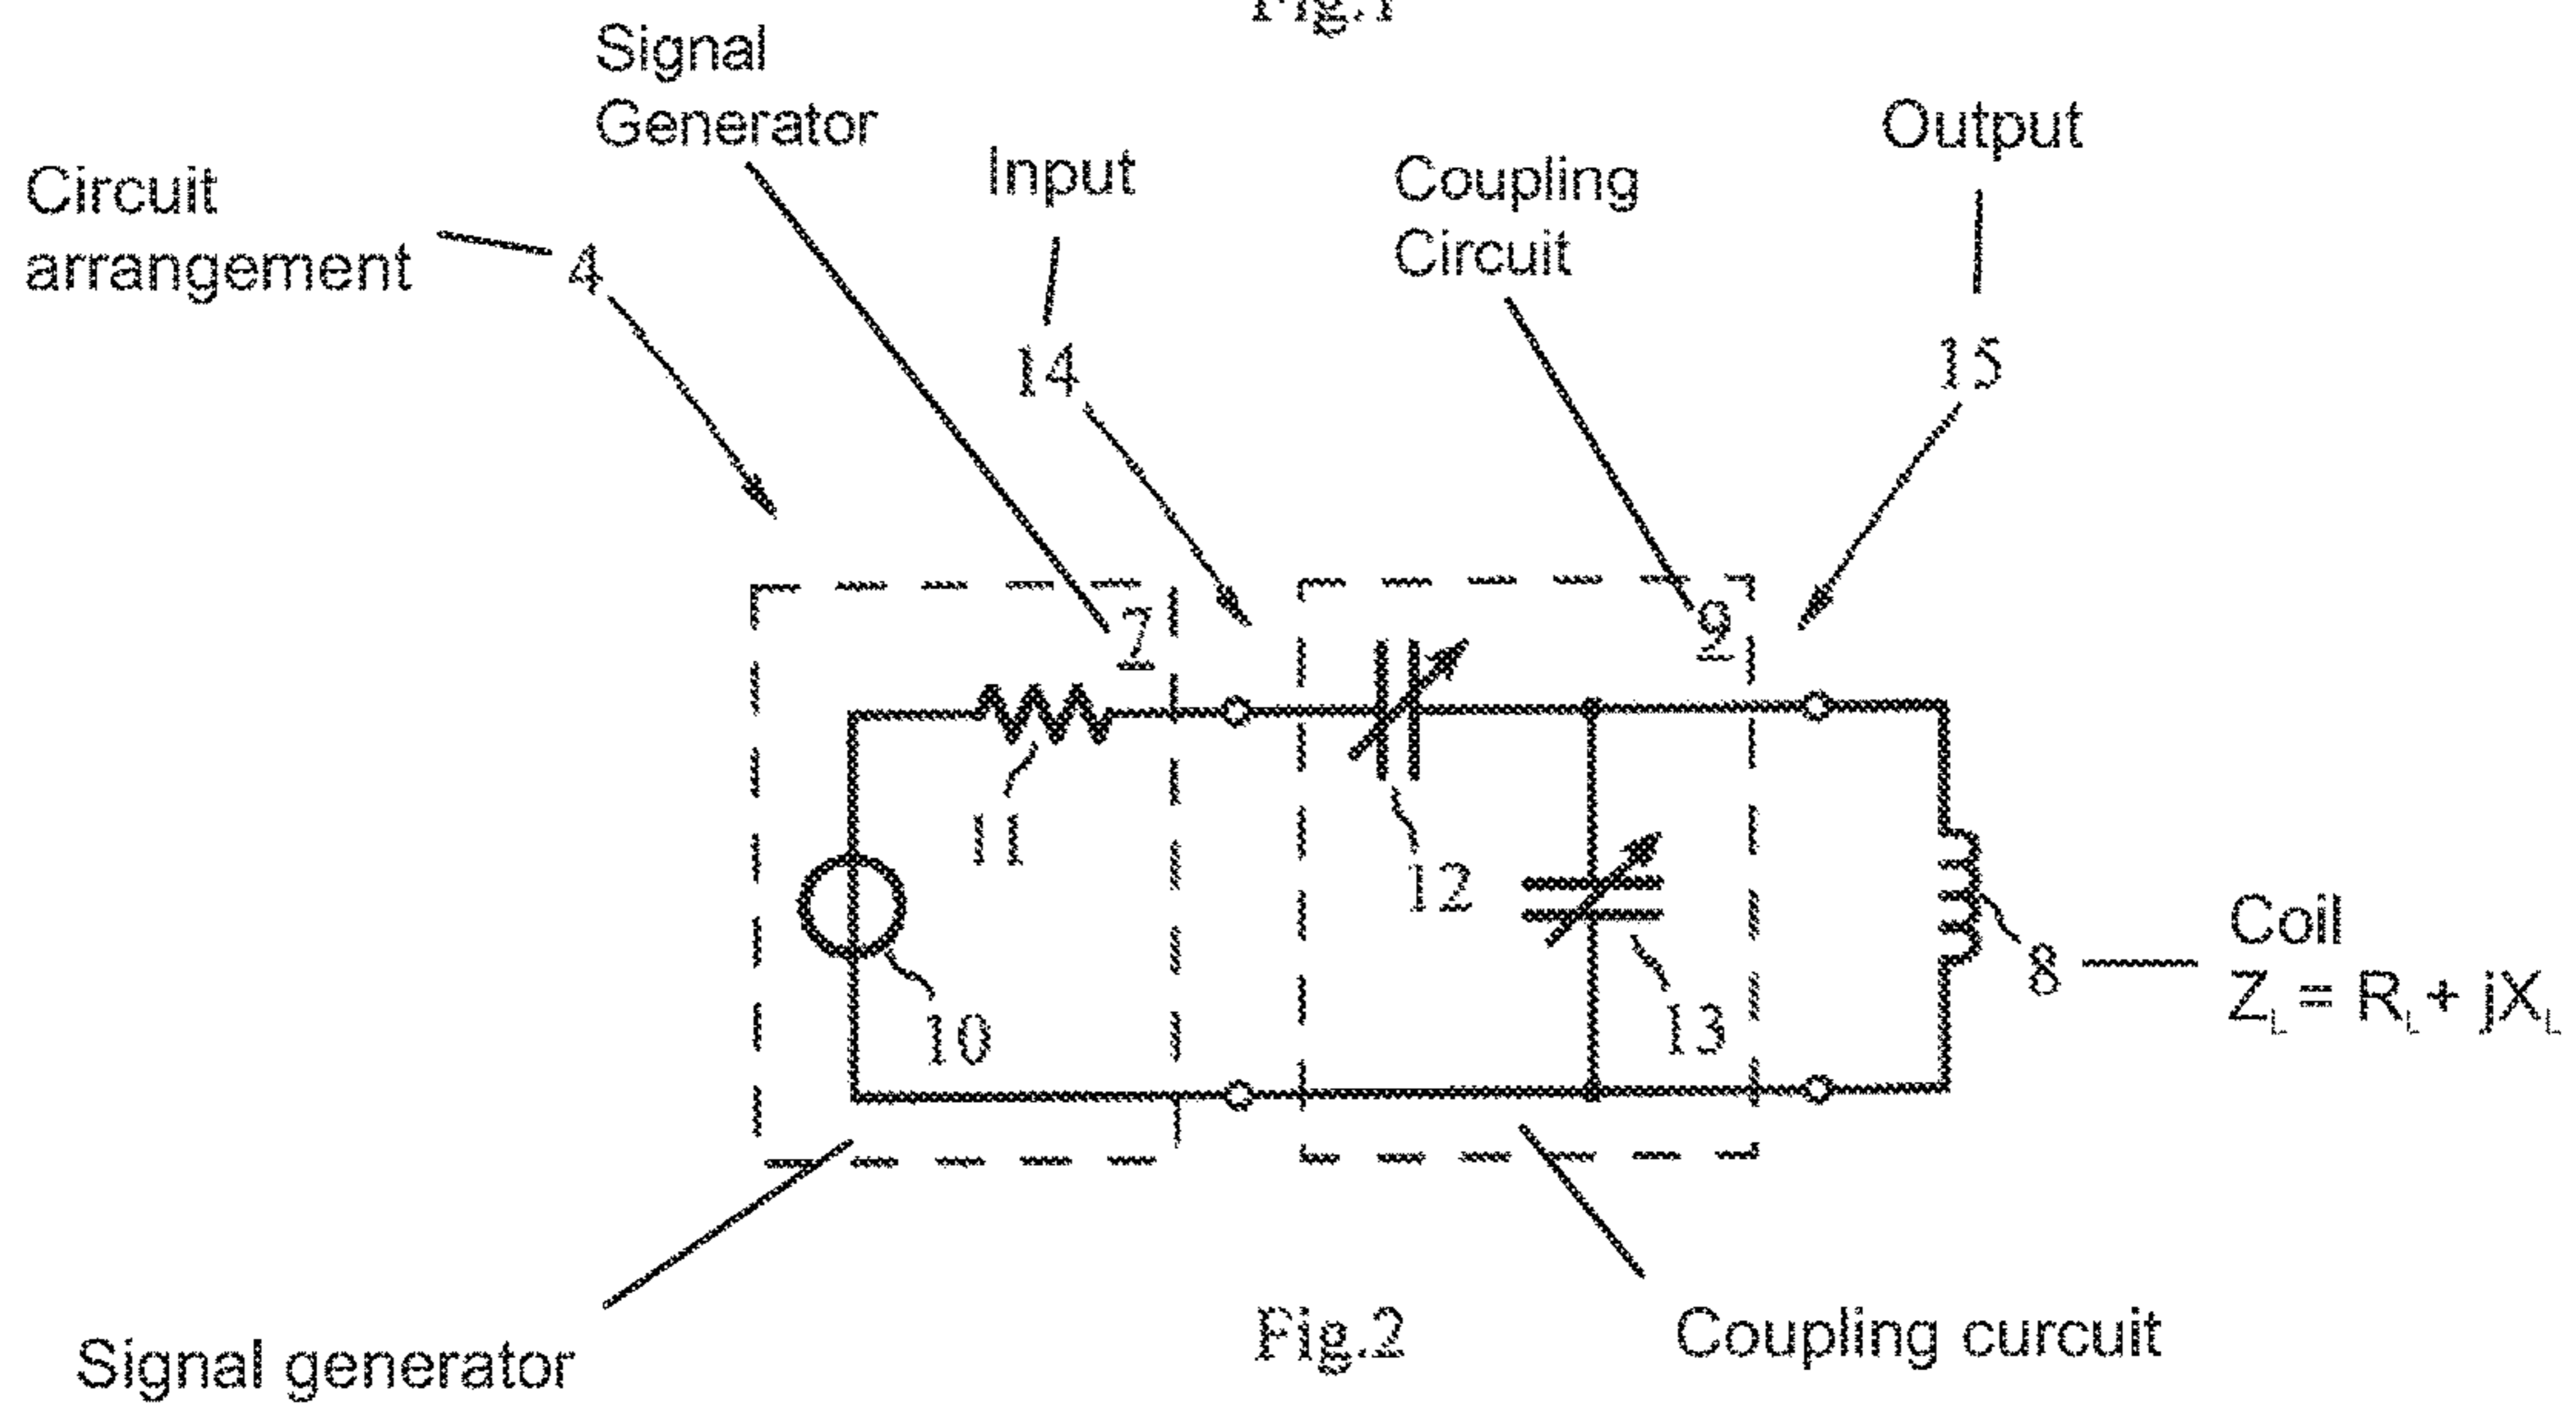 Fig.1
Signal
Generator
Circuit
arrangement
4
Input
14
Coupling
Circuit
Output
15
7
9
11
12
10
13
8
Coil
Z_L = R_L + jX_L
Signal generator
Fig.2
Coupling curcuit